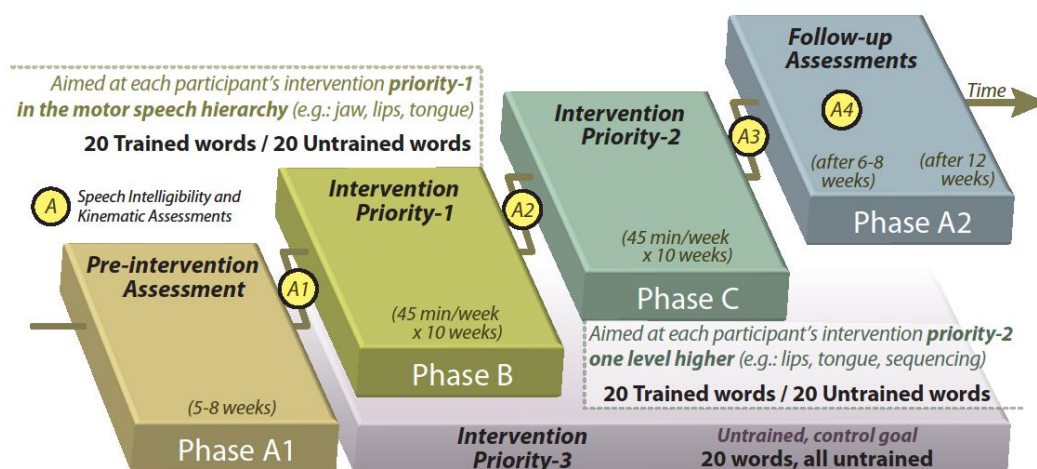 Aimed at each participant's intervention priority-1
in the motor speech hierarchy (e.g.: jaw, lips, tongue)
20 Trained words / 20 Untrained words
A
Speech Intelligibility and
Kinematic Assessments
Pre-intervention
Assessment
(5-8 weeks)
Phase A1
A1
Intervention
Priority-1
(45 min/week
x 10 weeks)
Phase B
A2
Intervention
Priority-2
(45 min/week
x 10 weeks)
Phase C
A3
Follow-up
Assessments
A4
(after 6-8
weeks)
(after 12
weeks)
Phase A2
Time
Aimed at each participant's intervention priority-2
one level higher (e.g.: lips, tongue, sequencing)
20 Trained words / 20 Untrained words
Intervention
Priority-3
Untrained, control goal
20 words, all untrained